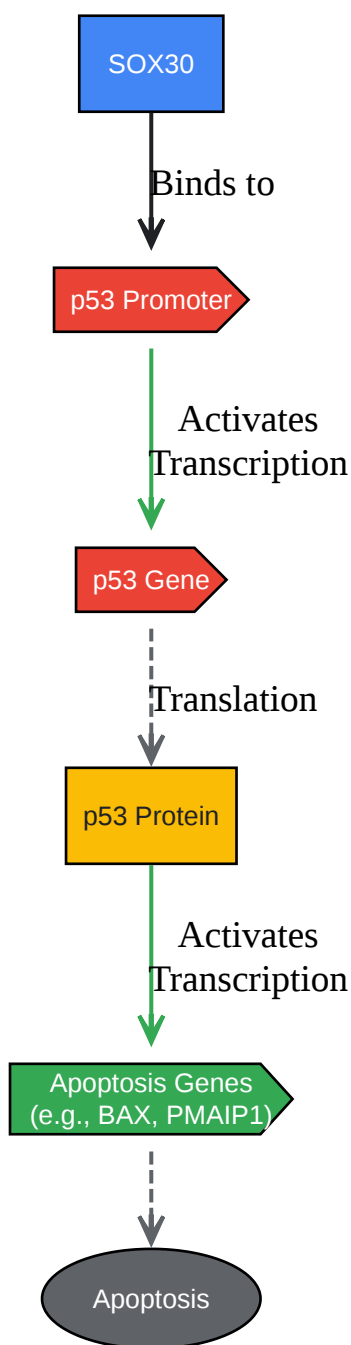 SOX30
Binds to
p53 Promoter
Activates
Transcription
p53 Gene
Translation
p53 Protein
Activates
Transcription
Apoptosis Genes
(e.g., BAX, PMAIP1)
Apoptosis